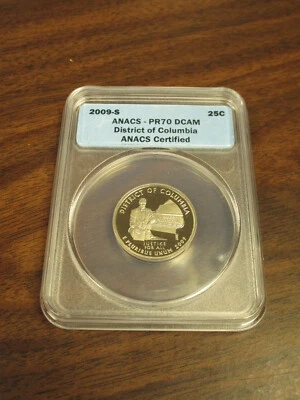 2009-S 25C
ANACS - PR70 DCAM
District of Columbia
ANACS Certified
DISTRICT OF COLUMBIA
JUSTICE
FOR ALL
E PLURIBUS UNUM 2009